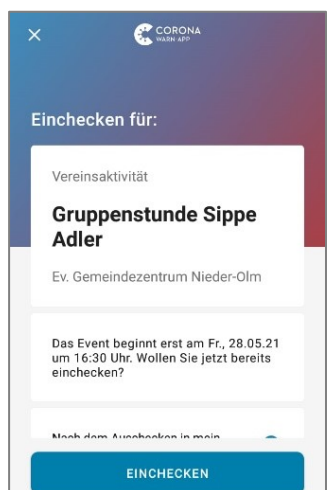 CORONA
WARN-APP
Einchecken für:
Vereinsaktivität
Gruppenstunde Sippe
Adler
Ev. Gemeindezentrum Nieder-Olm
Das Event beginnt erst am Fr., 28.05.21
um 16:30 Uhr. Wollen Sie jetzt bereits
einchecken?
Nach dem Auschecken in mein
EINCHECKEN